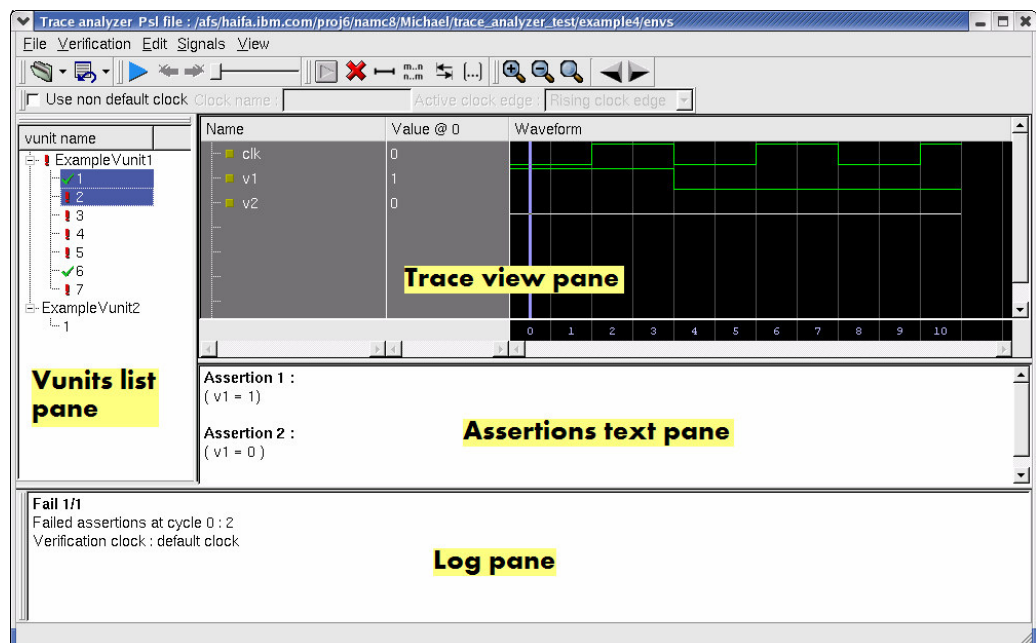 Trace analyzer Psl file : /afs/haifa.ibm.com/proj6/namc8/Michael/trace_analyzer_test/example4/envs
File Verification Edit Signals View
m..n
n..m
{...}
Use non default clock Clock name : Active clock edge : Rising clock edge
vunit name
ExampleVunit1
1
2
3
4
5
6
7
ExampleVunit2
1
Vunits list
pane
Name Value @ 0 Waveform
clk 0
v1 1
v2 0
Trace view pane
0 1 2 3 4 5 6 7 8 9 10
Assertion 1 :
( v1 = 1)
Assertion 2 :
( v1 = 0 )
Assertions text pane
Fail 1/1
Failed assertions at cycle 0 : 2
Verification clock : default clock
Log pane